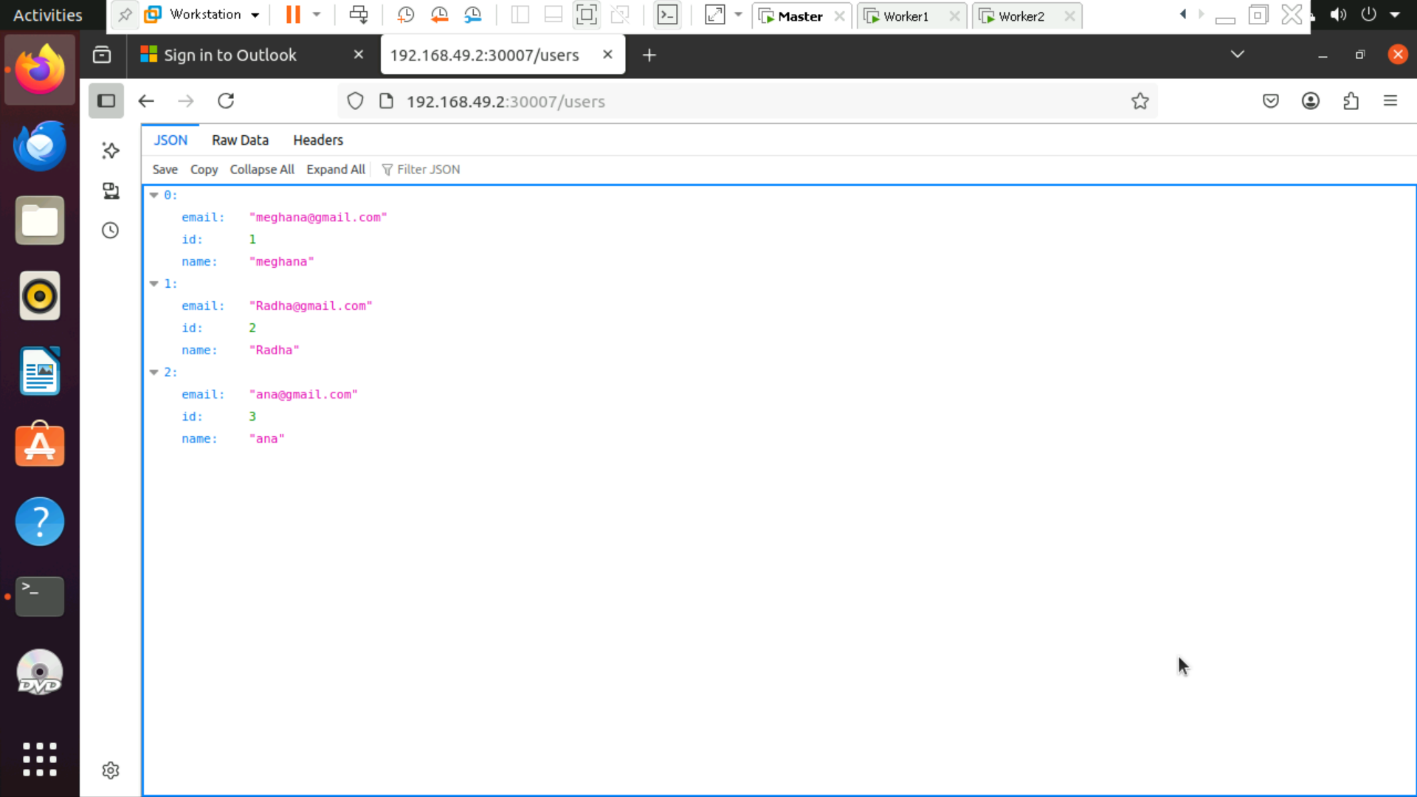 Activities
Workstation
Master
Worker1
Worker2
Sign in to Outlook
192.168.49.2:30007/users
192.168.49.2:30007/users
JSON Raw Data Headers
Save Copy Collapse All Expand All Filter JSON
0:
email: "meghana@gmail.com"
id: 1
name: "meghana"
1:
email: "Radha@gmail.com"
id: 2
name: "Radha"
2:
email: "ana@gmail.com"
id: 3
name: "ana"
DVD